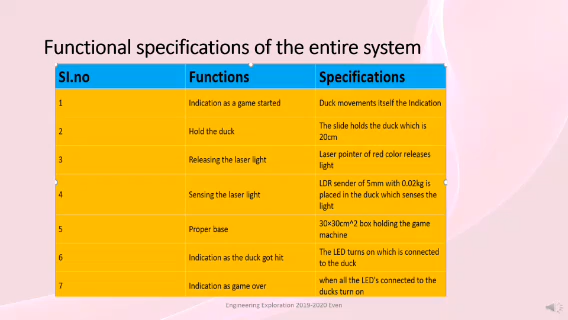 Functional specifications of the entire system
Sl.no Functions Specifications
1 Indication as a game started Duck movements itself the Indication
2 Hold the duck The slide holds the duck which is
20cm
3 Releasing the laser light Laser pointer of red color releases
light
4 Sensing the laser light LDR sender of 5mm with 0.02kg is
placed in the duck which senses the
light
5 Proper base 30×30cm^2 box holding the game
machine
6 Indication as the duck got hit The LED turns on which is connected
to the duck
7 Indication as game over when all the LED's connected to the
ducks turn on
Engineering Exploration 2019-2020 Even